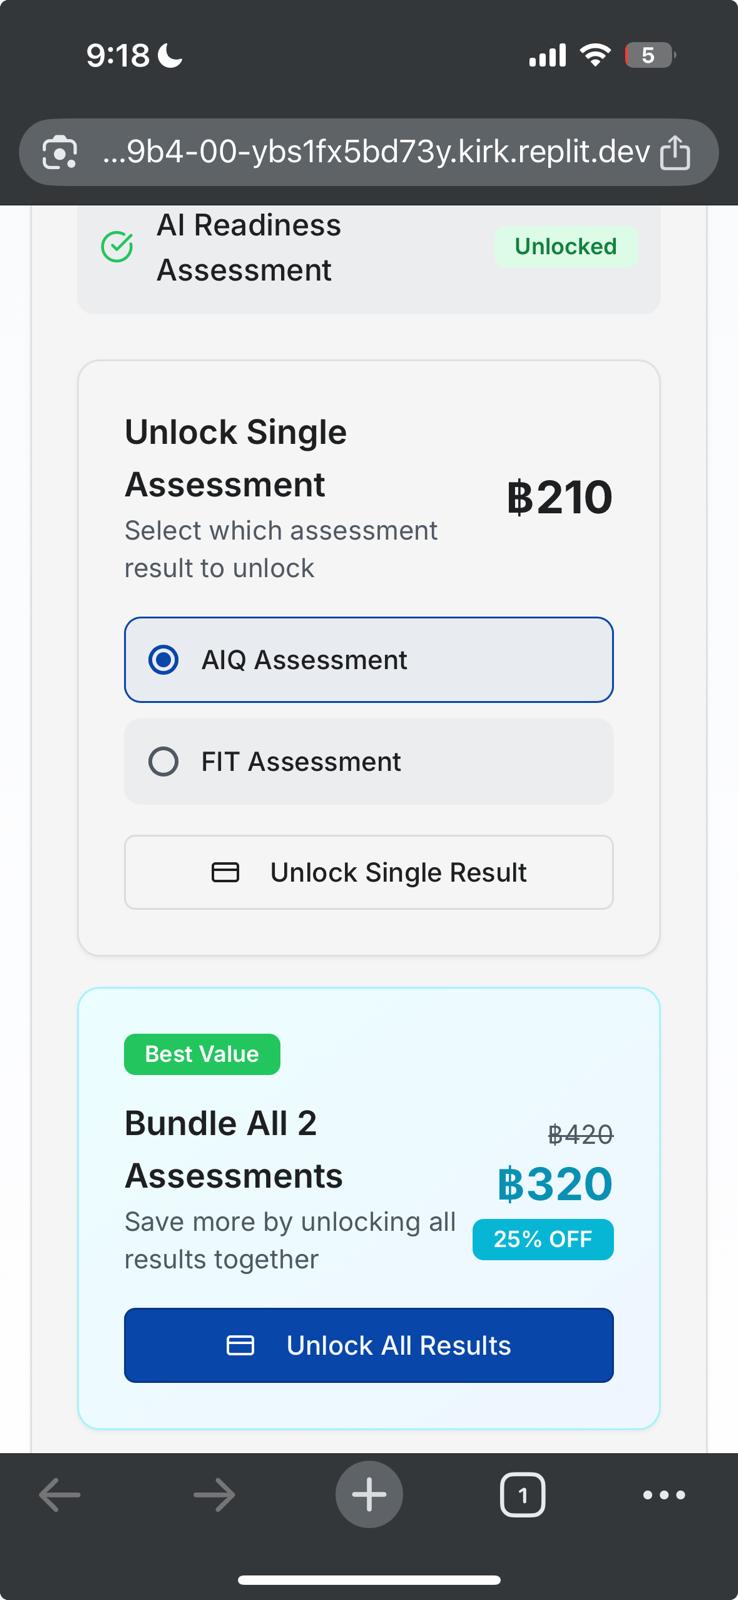 9:18
5
...9b4-00-ybs1fx5bd73y.kirk.replit.dev
AI Readiness
Assessment
Unlocked
Unlock Single
Assessment
฿210
Select which assessment
result to unlock
AIQ Assessment
FIT Assessment
Unlock Single Result
Best Value
Bundle All 2
Assessments
฿420
฿320
Save more by unlocking all
results together
25% OFF
Unlock All Results
1